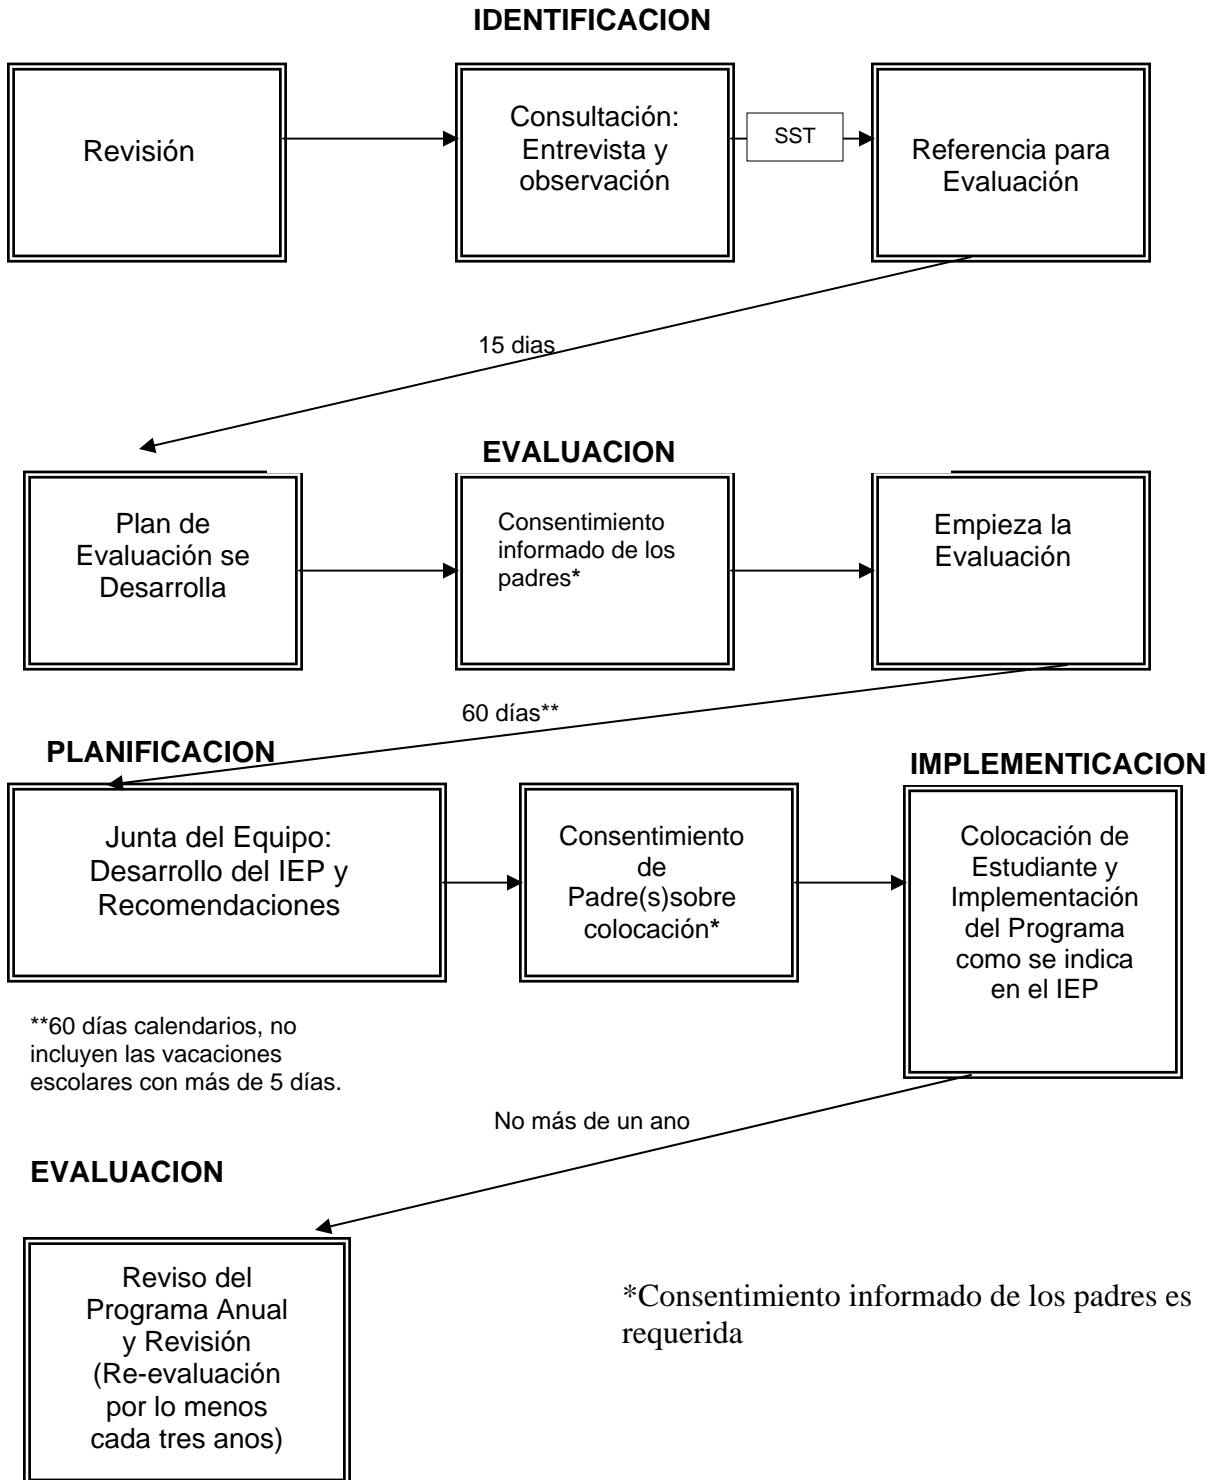 IDENTIFICACION
Revisión
Consultación:
Entrevista y
observación
SST
Referencia para
Evaluación
15 dias
EVALUACION
Plan de
Evaluación se
Desarrolla
Consentimiento
informado de los
padres*
Empieza la
Evaluación
60 días**
PLANIFICACION
IMPLEMENTICACION
Junta del Equipo:
Desarrollo del IEP y
Recomendaciones
Consentimiento
de
Padre(s)sobre
colocación*
Colocación de
Estudiante y
Implementación
del Programa
como se indica
en el IEP
**60 días calendarios, no
incluyen las vacaciones
escolares con más de 5 días.
No más de un ano
EVALUACION
Reviso del
Programa Anual
y Revisión
(Re-evaluación
por lo menos
cada tres anos)
*Consentimiento informado de los padres es
requerida